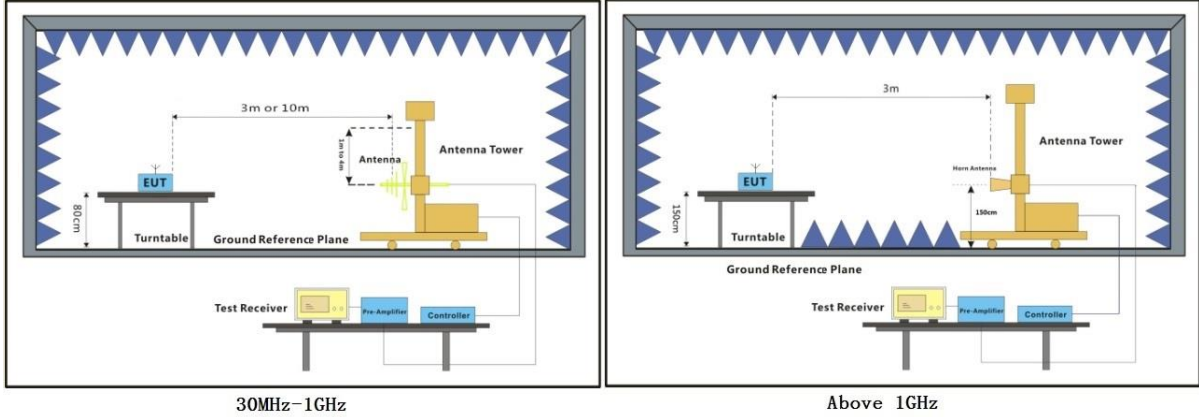 3m or 10m
1m to 4m
Antenna
Antenna Tower
EUT
80cm
Turntable
Ground Reference Plane
Test Receiver
Pre-Amplifier
Controller
30MHz-1GHz
3m
Antenna Tower
Horn Antenna
EUT
150cm
150cm
Turntable
Ground Reference Plane
Test Receiver
Pre-Amplifier
Controller
Above 1GHz